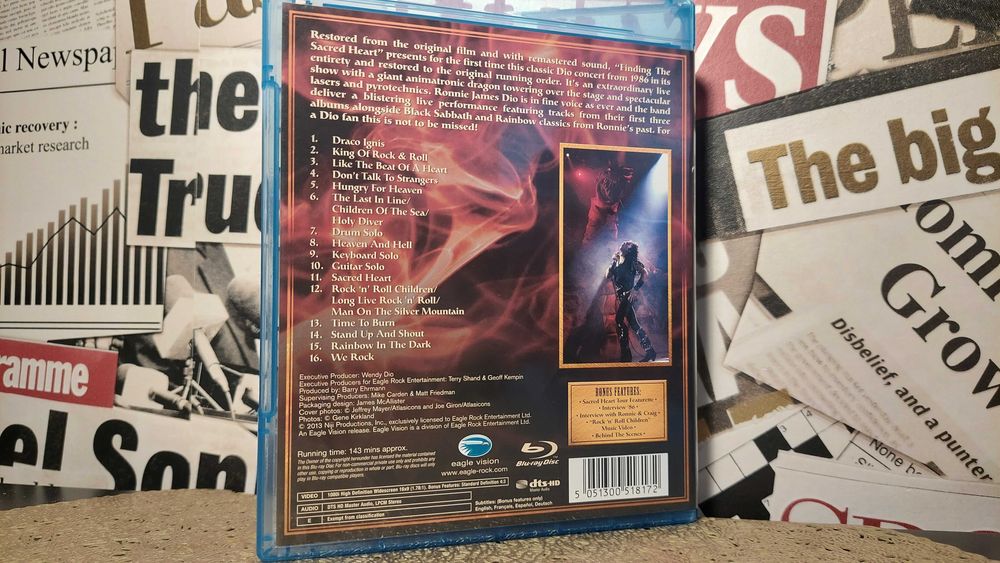 Restored from the original film and with remastered sound, "Finding The
Sacred Heart" presents for the first time this classic Dio concert from 1986 in its
entirety and restored to the original running order. It's an extraordinary live
show with a giant animatronic dragon towering over the stage and spectacular
lasers and pyrotechnics. Ronnie James Dio is in fine voice as ever and the band
deliver a blistering live performance featuring tracks from their first three
albums alongside Black Sabbath and Rainbow classics from Ronnie's past. For
a Dio fan this is not to be missed!
1. Draco Ignis
2. King Of Rock & Roll
3. Like The Beat Of A Heart
4. Don't Talk To Strangers
5. Hungry For Heaven
6. The Last In Line/
Children Of The Sea/
Holy Diver
7. Drum Solo
8. Heaven And Hell
9. Keyboard Solo
10. Guitar Solo
11. Sacred Heart
12. Rock 'n' Roll Children/
Long Live Rock 'n' Roll/
Man On The Silver Mountain
13. Time To Burn
14. Stand Up And Shout
15. Rainbow In The Dark
16. We Rock
Executive Producer: Wendy Dio
Executive Producers for Eagle Rock Entertainment: Terry Shand & Geoff Kempin
Produced by: Barry Ehrmann
Supervising Producers: Mike Carden & Matt Friedman
Packaging design: James McAllister
Cover photos: © Jeffrey Mayer/Atlasicons and Joe Giron/Atlasicons
Photos: © Gene Kirkland
© 2013 Niji Productions, Inc., exclusively licensed to Eagle Rock Entertainment Ltd.
An Eagle Vision release. Eagle Vision is a division of Eagle Rock Entertainment Ltd.
BONUS FEATURES:
• Sacred Heart Tour Featurette
• Interview '86 •
• Interview with Ronnie & Craig •
• "Rock 'n' Roll Children"
Music Video •
• Behind The Scenes •
Running time: 143 mins approx.
eagle vision
www.eagle-rock.com
Blu-ray Disc
dts-HD
Master Audio
5 051300 518172
VIDEO 1080i High Definition Widescreen 16x9 (1.78:1). Bonus Features: Standard Definition 4:3
AUDIO DTS HD Master Audio, LPCM Stereo
E Exempt from classification
Subtitles: (Bonus features only)
English, Français, Español, Deutsch
l Newspa
the
True
ic recovery :
market research
ramme
el Son
YS
The big
Grow
Disbelief, and
a punter